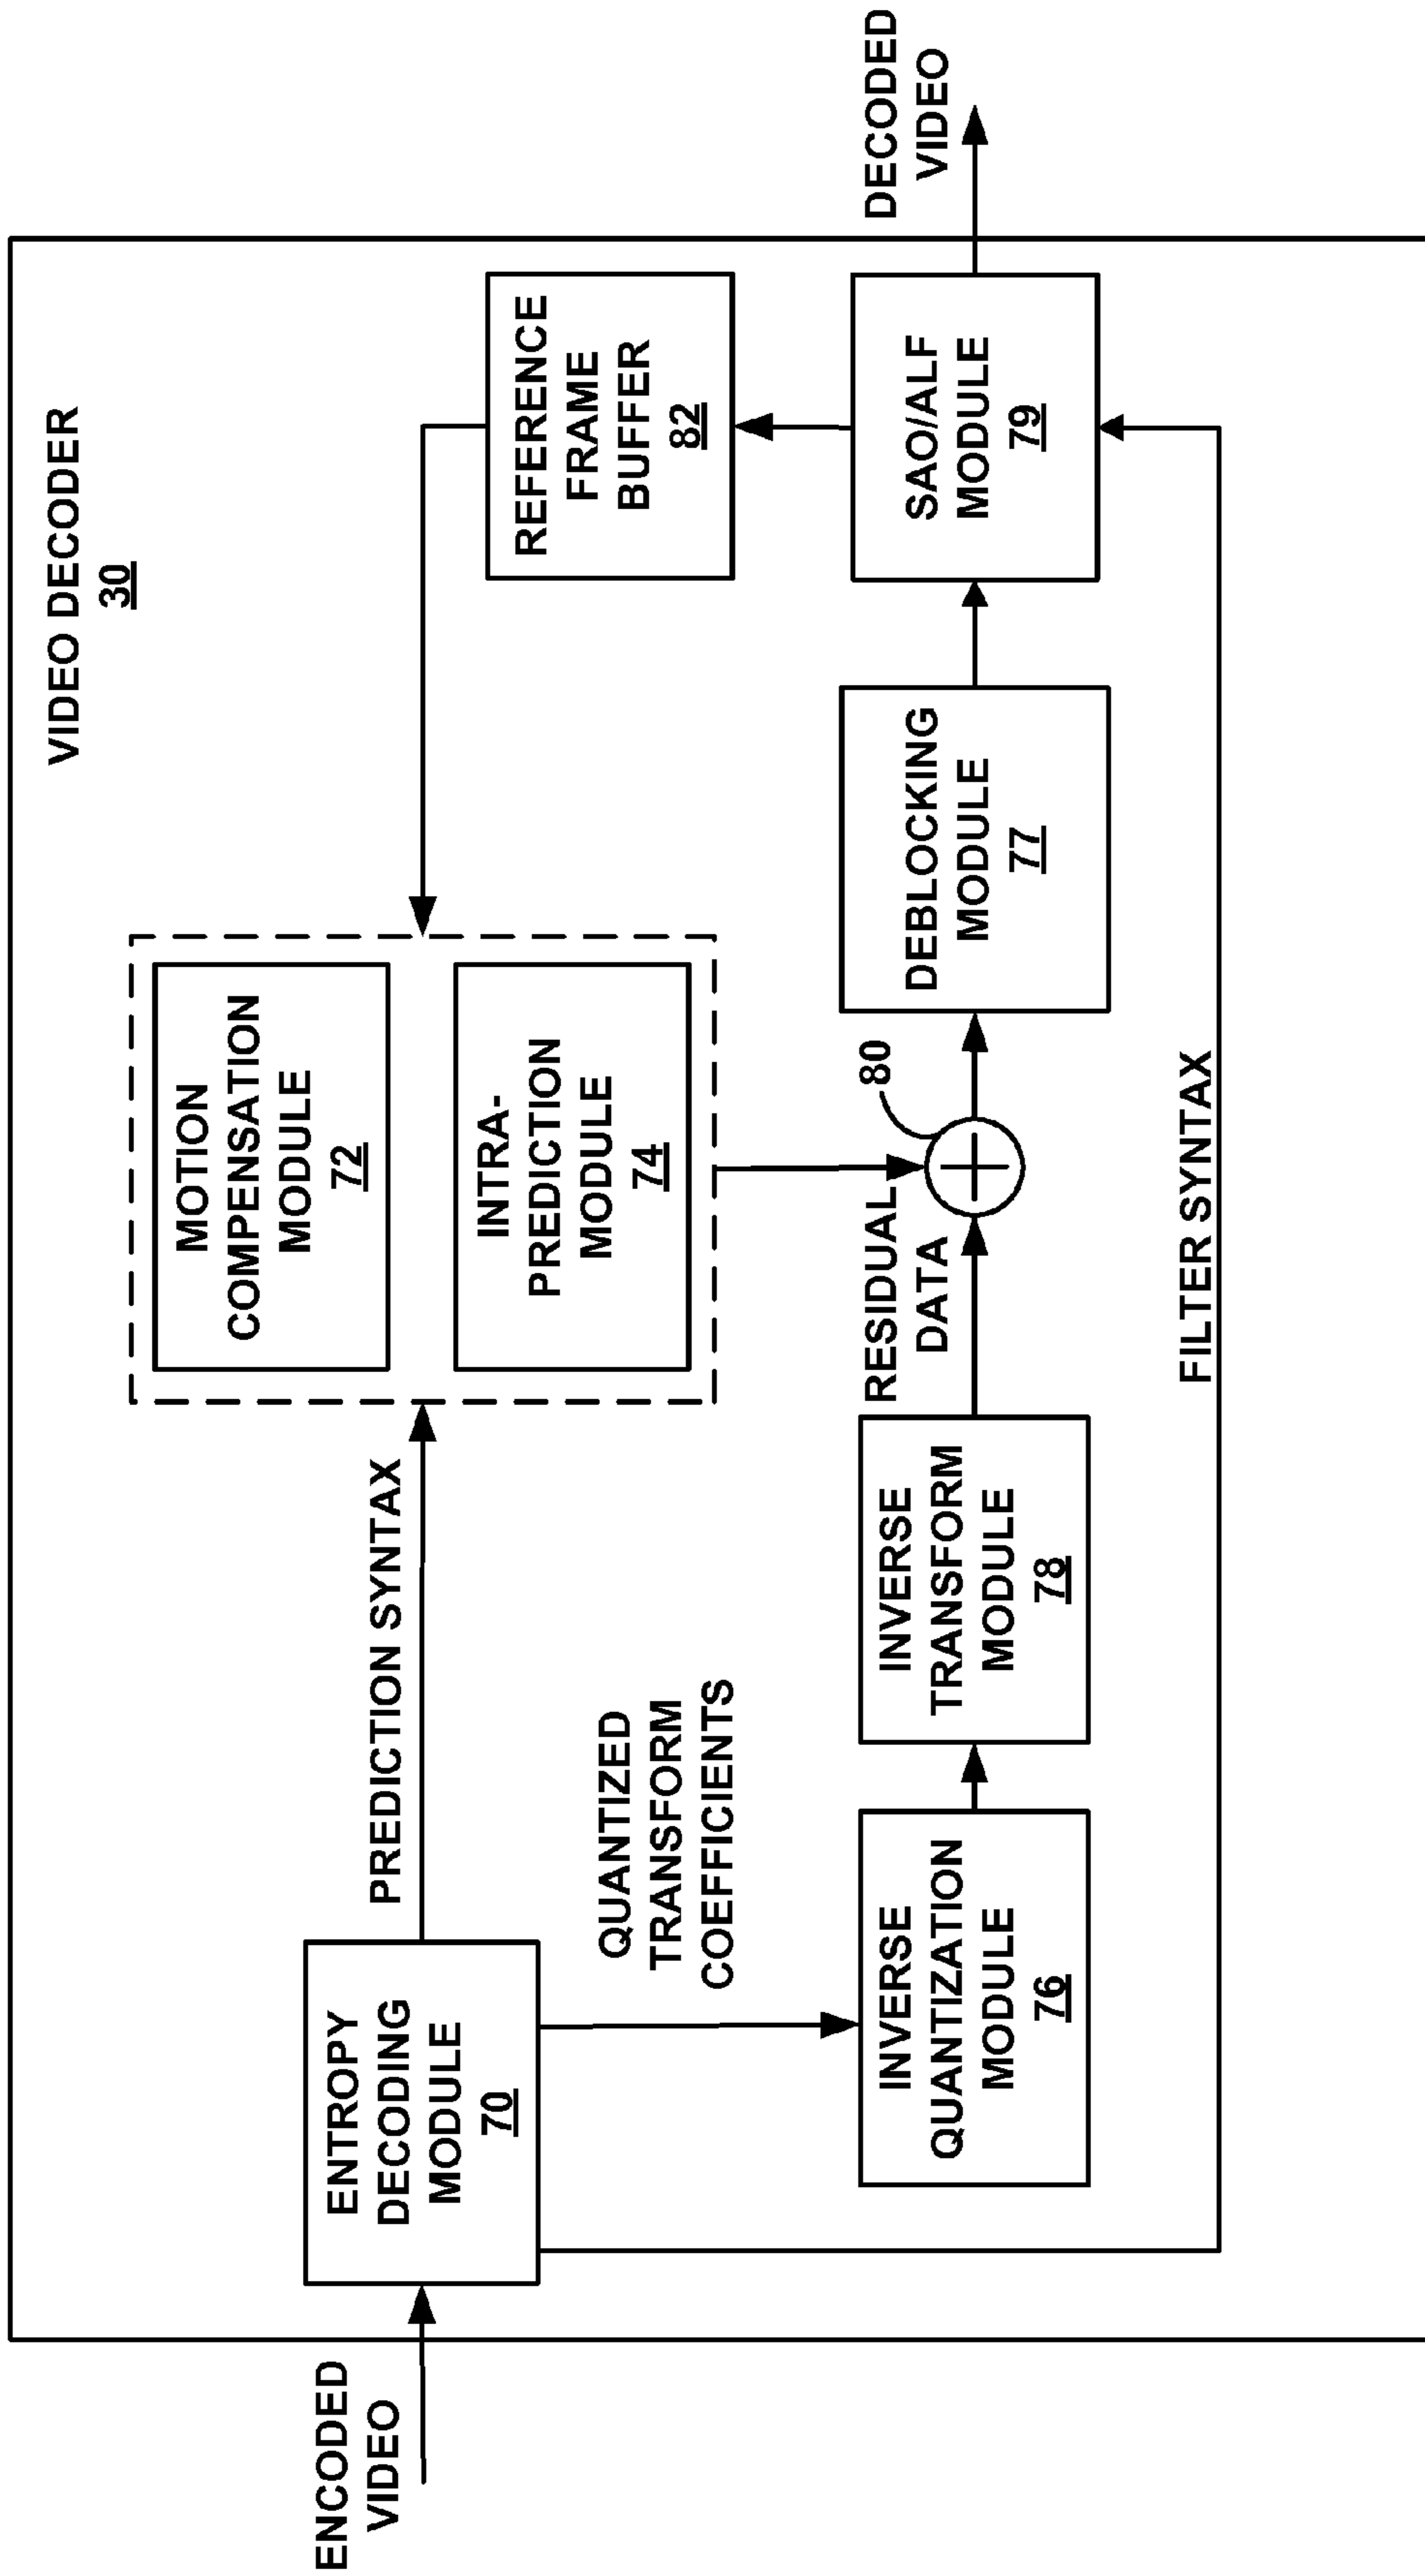 VIDEO DECODER
30
ENCODED
VIDEO
ENTROPY
DECODING
MODULE
70
PREDICTION SYNTAX
MOTION
COMPENSATION
MODULE
72
INTRA-
PREDICTION
MODULE
74
REFERENCE
FRAME
BUFFER
82
QUANTIZED
TRANSFORM
COEFFICIENTS
INVERSE
QUANTIZATION
MODULE
76
INVERSE
TRANSFORM
MODULE
78
RESIDUAL
DATA
80
DEBLOCKING
MODULE
77
SAO/ALF
MODULE
79
DECODED
VIDEO
FILTER SYNTAX